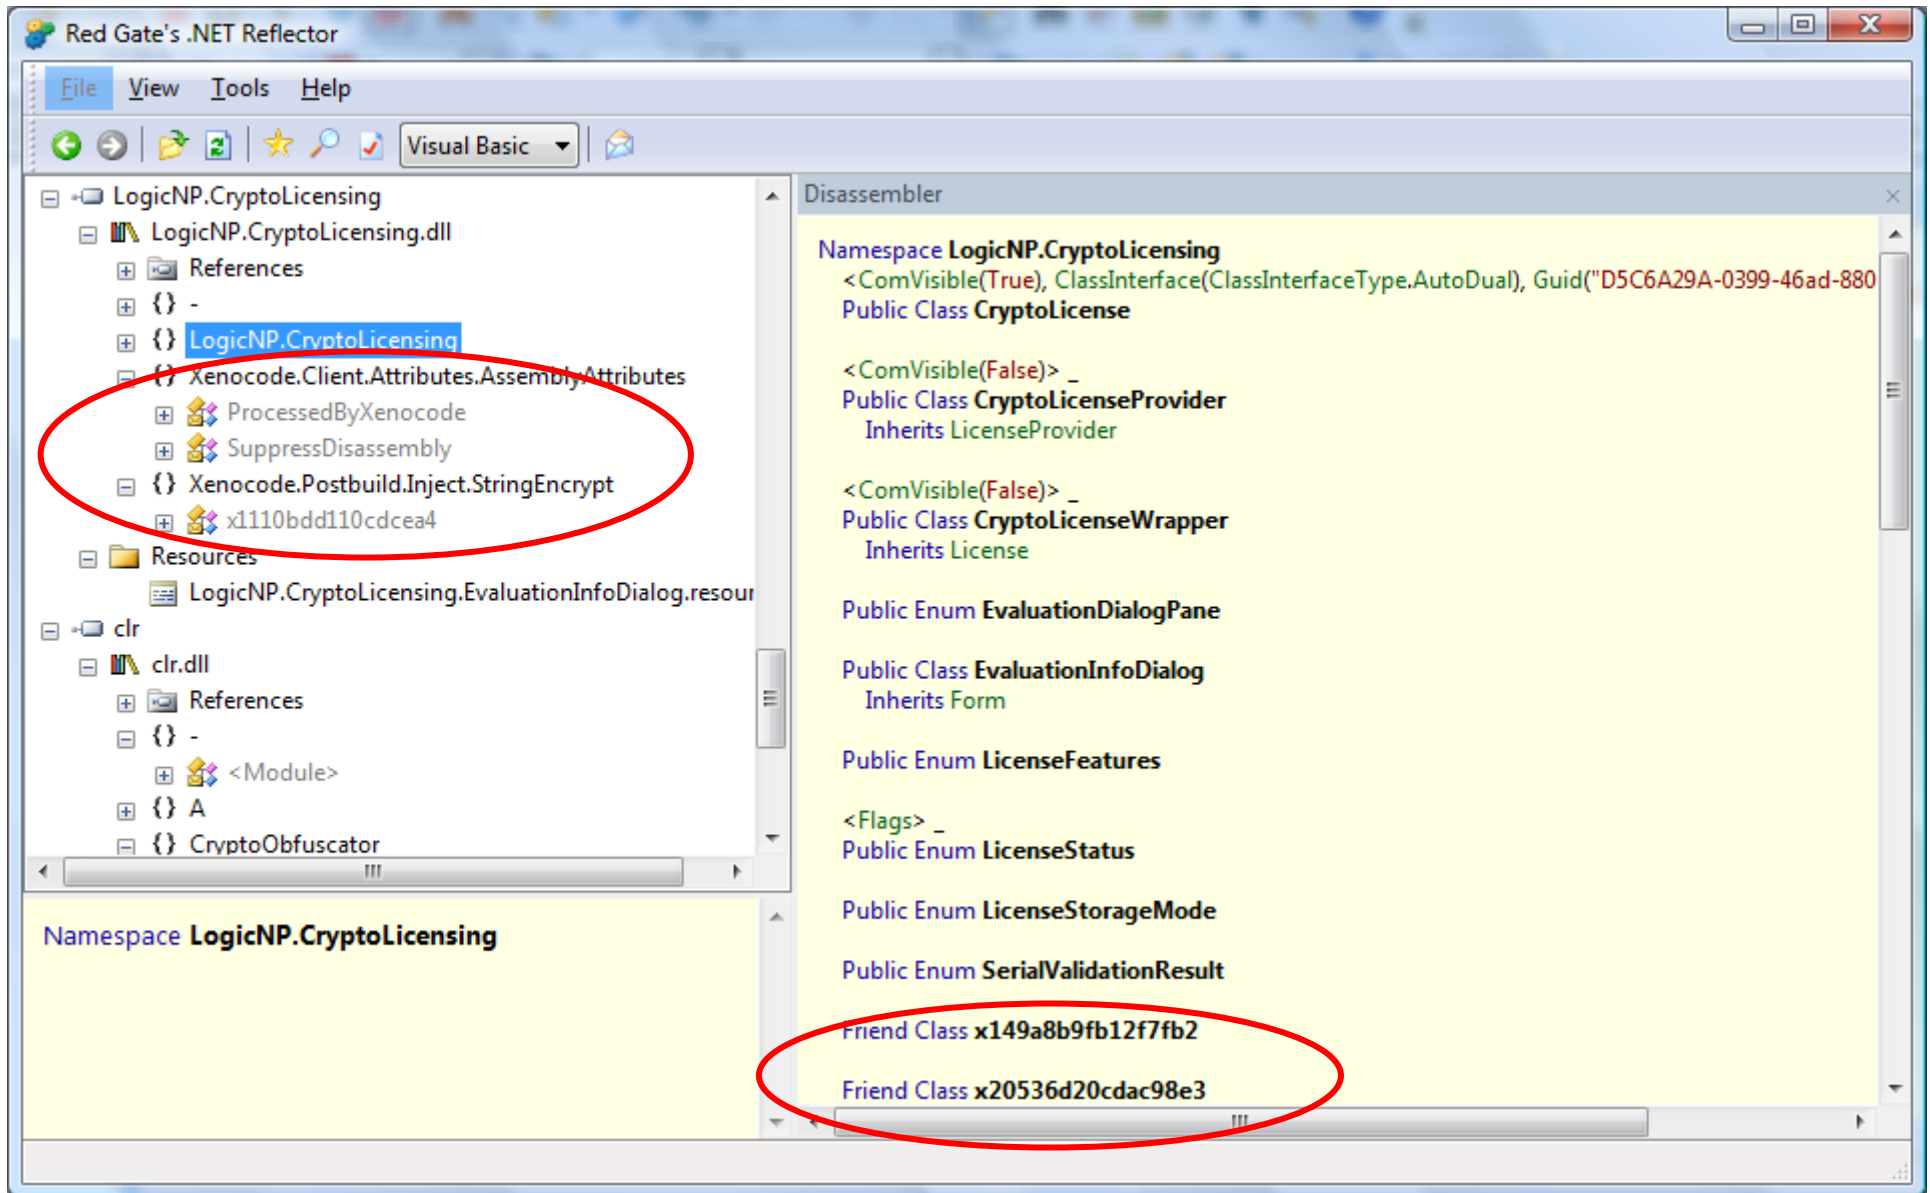 Red Gate's .NET Reflector
File View Tools Help
Visual Basic
LogicNP.CryptoLicensing
LogicNP.CryptoLicensing.dll
References
{} -
{} LogicNP.CryptoLicensing
{} Xenocode.Client.Attributes.AssemblyAttributes
ProcessedByXenocode
SuppressDisassembly
{} Xenocode.Postbuild.Inject.StringEncrypt
x1110bdd110cdcea4
Resources
LogicNP.CryptoLicensing.EvaluationInfoDialog.resour
clr
clr.dll
References
{} -
<Module>
{} A
{} CryptoObfuscator
Namespace LogicNP.CryptoLicensing
Disassembler
Namespace LogicNP.CryptoLicensing
<ComVisible(True), ClassInterface(ClassInterfaceType.AutoDual), Guid("D5C6A29A-0399-46ad-880
Public Class CryptoLicense
<ComVisible(False)> _
Public Class CryptoLicenseProvider
Inherits LicenseProvider
<ComVisible(False)> _
Public Class CryptoLicenseWrapper
Inherits License
Public Enum EvaluationDialogPane
Public Class EvaluationInfoDialog
Inherits Form
Public Enum LicenseFeatures
<Flags> _
Public Enum LicenseStatus
Public Enum LicenseStorageMode
Public Enum SerialValidationResult
Friend Class x149a8b9fb12f7fb2
Friend Class x20536d20cdac98e3